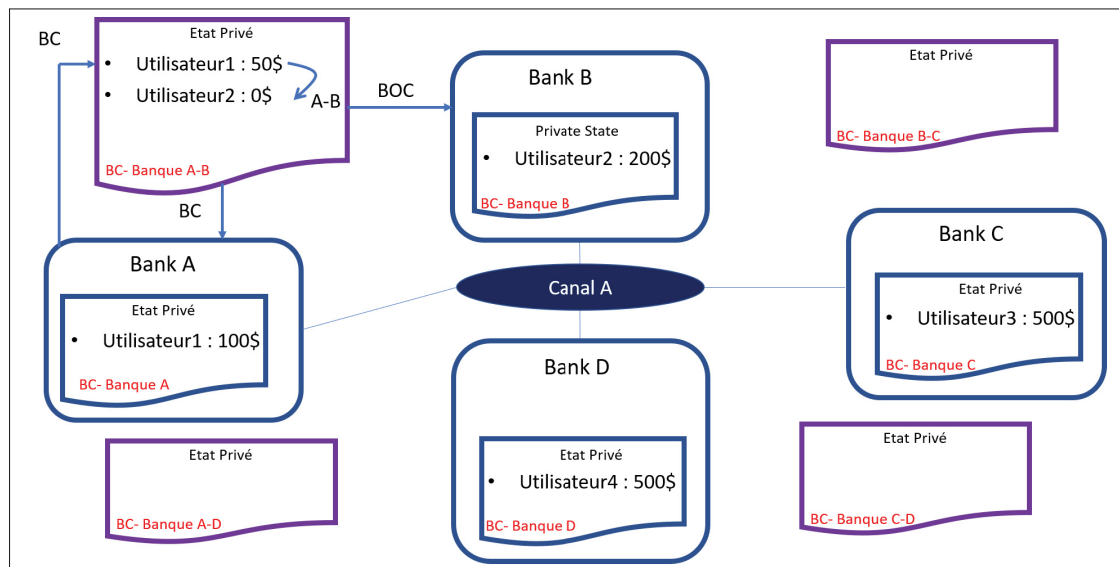 BC
Etat Privé
• Utilisateur1 : 50$
• Utilisateur2 : 0$
A-B
BC- Banque A-B
BOC
BC
Bank B
Private State
• Utilisateur2 : 200$
BC- Banque B
Etat Privé
BC- Banque B-C
Bank A
Etat Privé
• Utilisateur1 : 100$
BC- Banque A
Canal A
Bank C
Etat Privé
• Utilisateur3 : 500$
BC- Banque C
Bank D
Etat Privé
• Utilisateur4 : 500$
BC- Banque D
Etat Privé
BC- Banque A-D
Etat Privé
BC- Banque C-D